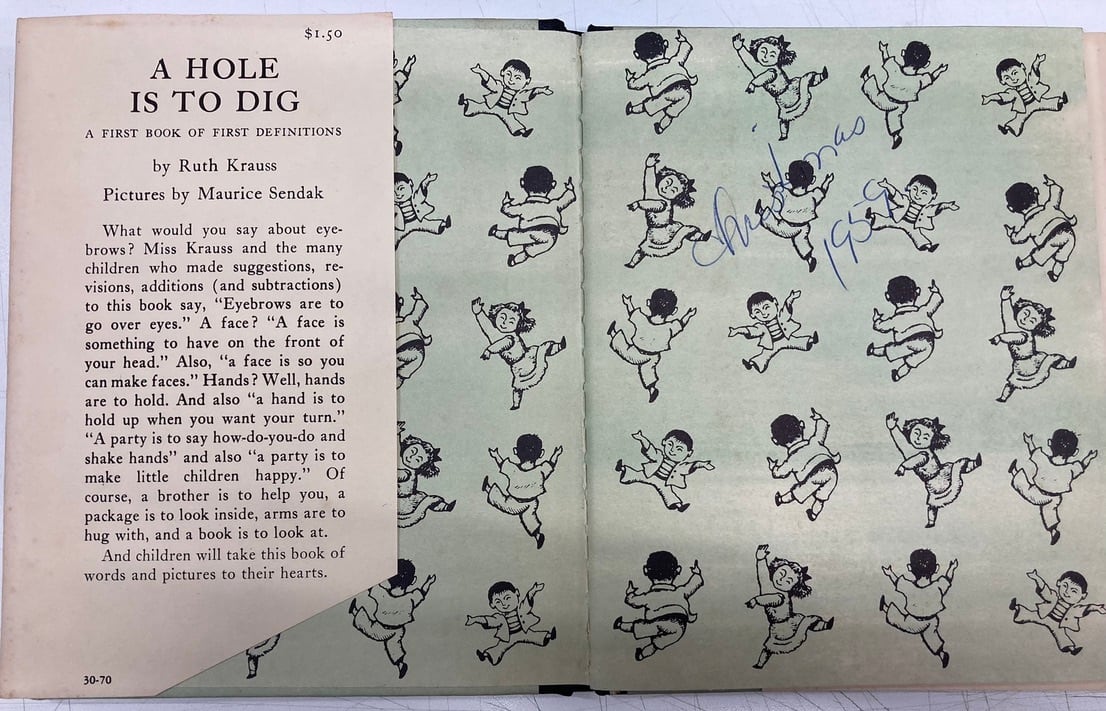 $1.50
A HOLE
IS TO DIG
A FIRST BOOK OF FIRST DEFINITIONS
by Ruth Krauss
Pictures by Maurice Sendak
What would you say about eye-
brows? Miss Krauss and the many
children who made suggestions, re-
visions, additions (and subtractions)
to this book say, “Eyebrows are to
go over eyes.” A face? “A face is
something to have on the front of
your head.” Also, “a face is so you
can make faces.” Hands? Well, hands
are to hold. And also “a hand is to
hold up when you want your turn.”
“A party is to say how-do-you-do and
shake hands” and also “a party is to
make little children happy.” Of
course, a brother is to help you, a
package is to look inside, arms are to
hug with, and a book is to look at.
And children will take this book of
words and pictures to their hearts.
30-70
Christmas
1959